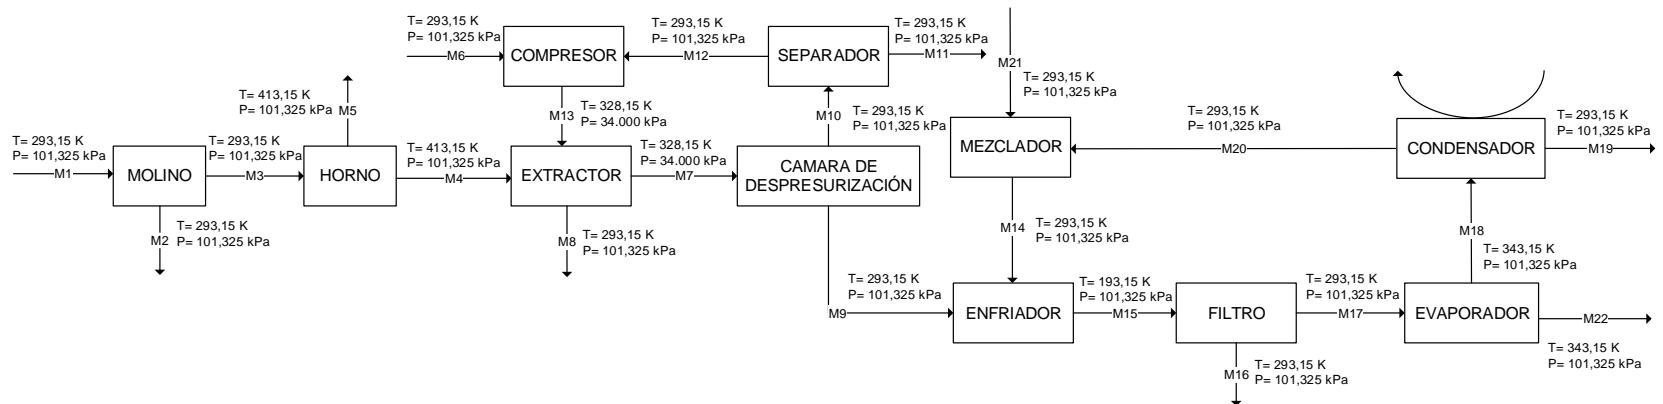 T= 293,15 K
P= 101,325 kPa
M1
MOLINO
M2
T= 293,15 K
P= 101,325 kPa
T= 293,15 K
P= 101,325 kPa
M3
HORNO
T= 413,15 K
P= 101,325 kPa
M5
T= 413,15 K
P= 101,325 kPa
M4
EXTRACTOR
M8
T= 293,15 K
P= 101,325 kPa
T= 293,15 K
P= 101,325 kPa
M6
COMPRESOR
M13
T= 328,15 K
P= 34.000 kPa
T= 293,15 K
P= 101,325 kPa
M12
SEPARADOR
T= 293,15 K
P= 101,325 kPa
M11
T= 328,15 K
P= 34.000 kPa
M7
M10
T= 293,15 K
P= 101,325 kPa
CAMARA DE
DESPRESURIZACIÓN
T= 293,15 K
P= 101,325 kPa
M9
M21
T= 293,15 K
P= 101,325 kPa
MEZCLADOR
M14
T= 293,15 K
P= 101,325 kPa
ENFRIADOR
T= 193,15 K
P= 101,325 kPa
M15
FILTRO
M16
T= 293,15 K
P= 101,325 kPa
T= 293,15 K
P= 101,325 kPa
M17
EVAPORADOR
M22
T= 343,15 K
P= 101,325 kPa
M18
T= 343,15 K
P= 101,325 kPa
T= 293,15 K
P= 101,325 kPa
M20
CONDENSADOR
T= 293,15 K
P= 101,325 kPa
M19